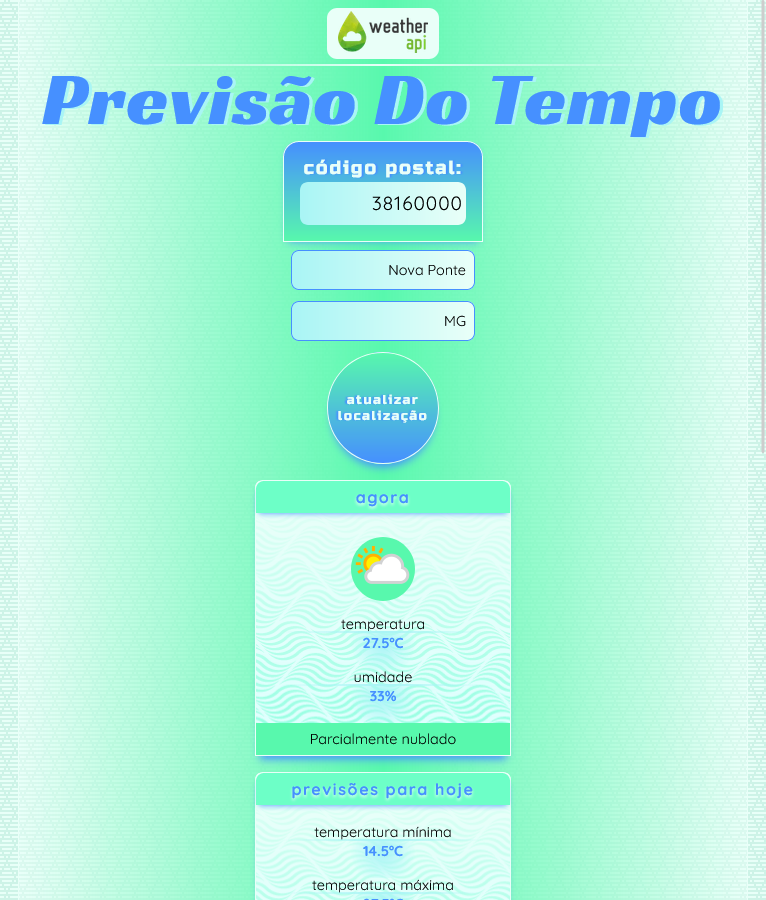 weather
api
Previsão Do Tempo
código postal:
38160000
Nova Ponte
MG
atualizar
localização
agora
temperatura
27.5°C
umidade
33%
Parcialmente nublado
previsões para hoje
temperatura mínima
14.5°C
temperatura máxima